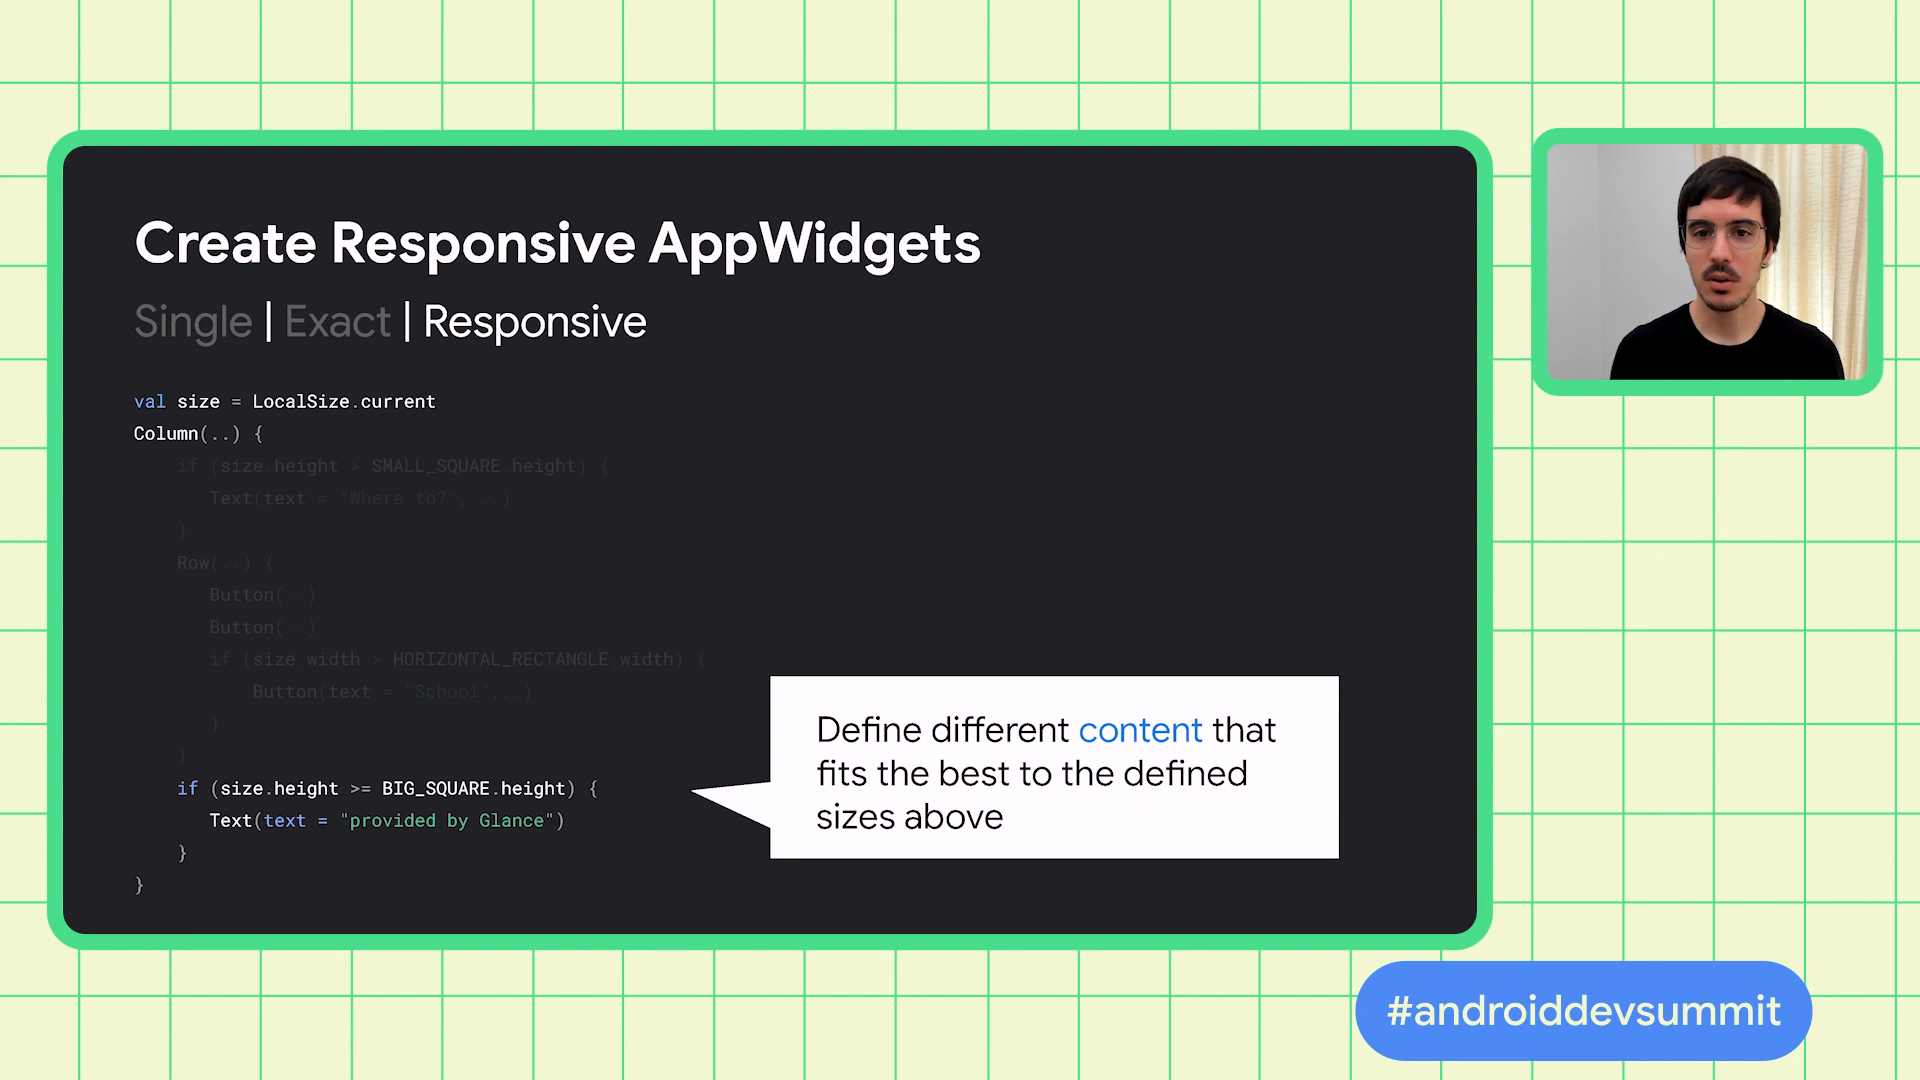 Create Responsive AppWidgets
Single | Exact | Responsive
val size = LocalSize.current
Column(..) {
if (size.height > SMALL_SQUARE.height) {
Text(text = "Where to?", ..)
}
Row(..) {
Button(..)
Button(..)
if (size.width > HORIZONTAL_RECTANGLE.width) {
Button(text = "School",...)
}
}
if (size.height >= BIG_SQUARE.height) {
Text(text = "provided by Glance")
}
}
Define different content that
fits the best to the defined
sizes above
#androiddevsummit